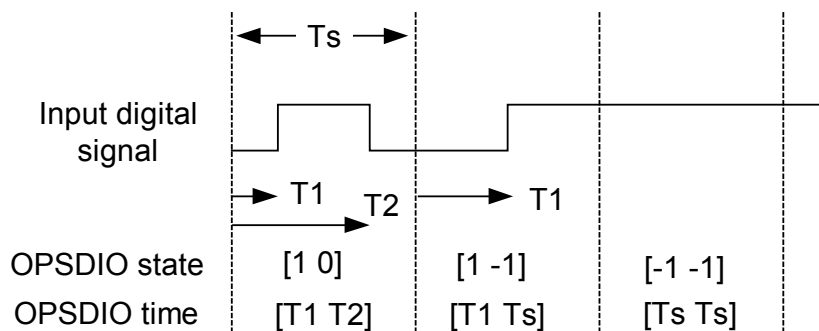 Ts
Input digital
signal
T1
T2
T1
OPSDIO state [1 0] [1 -1] [-1 -1]
OPSDIO time [T1 T2] [T1 Ts] [Ts Ts]